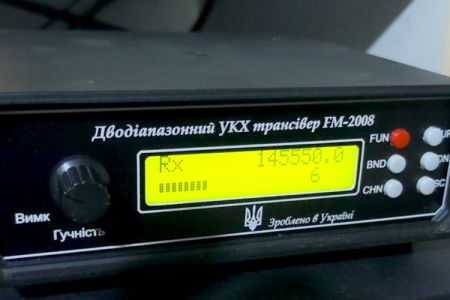 Дводіапазонний УКХ трансівер FM-2008
FUN
Rx 145550.0
6
BND
CHN
Вимк
Гучність
Зроблено в Україні